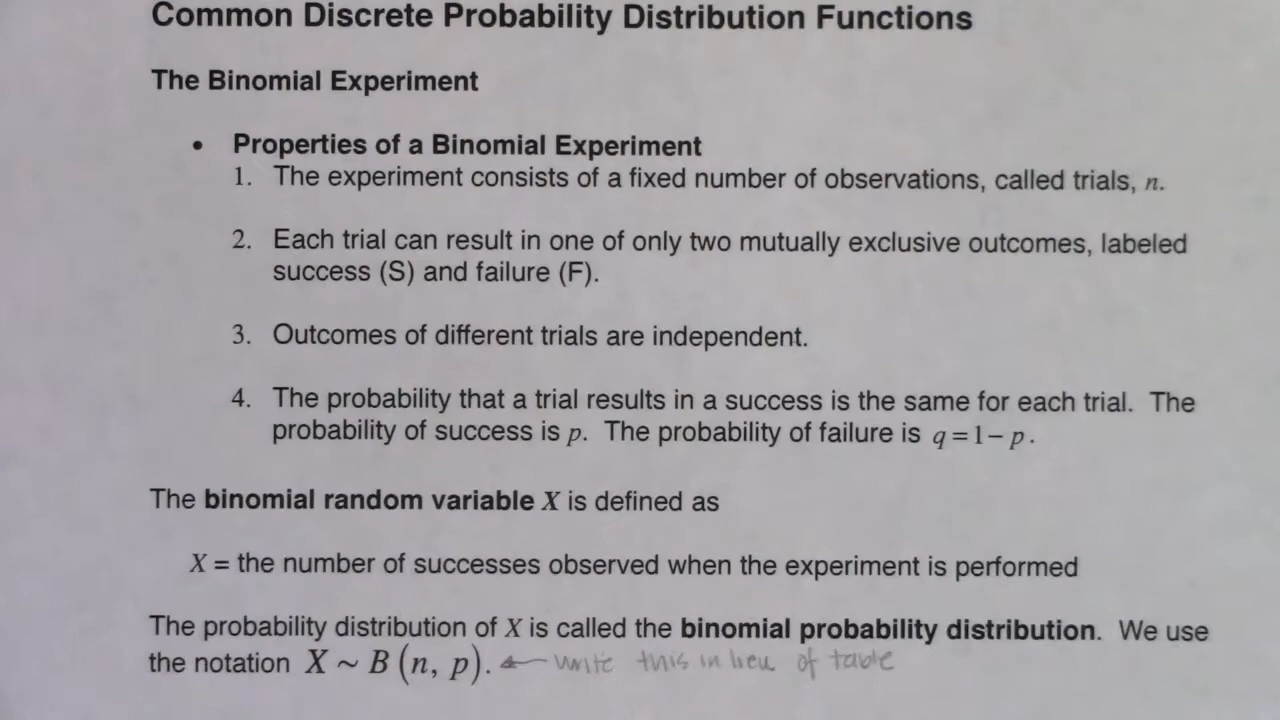 Common Discrete Probability Distribution Functions
The Binomial Experiment
• Properties of a Binomial Experiment
1. The experiment consists of a fixed number of observations, called trials, n.
2. Each trial can result in one of only two mutually exclusive outcomes, labeled
success (S) and failure (F).
3. Outcomes of different trials are independent.
4. The probability that a trial results in a success is the same for each trial. The
probability of success is p. The probability of failure is q=1−p.
The binomial random variable X is defined as
X = the number of successes observed when the experiment is performed
The probability distribution of X is called the binomial probability distribution. We use
the notation X ~ B (n, p). ← write this in lieu of table